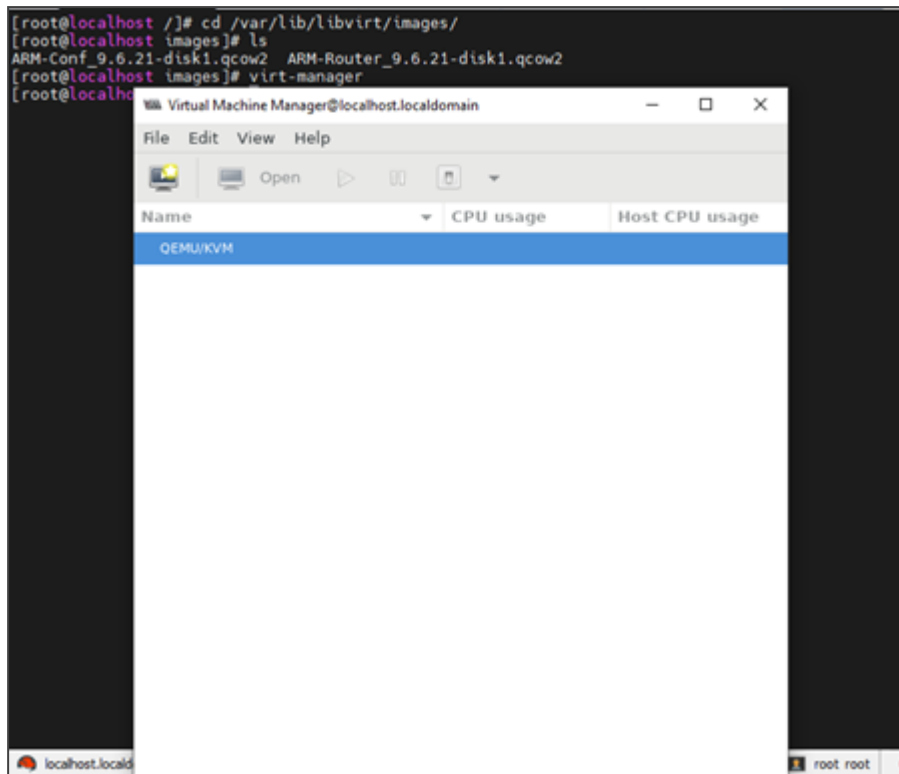 [root@localhost /]# cd /var/lib/libvirt/images/
[root@localhost images]# ls
ARM-Conf_9.6.21-disk1.qcow2  ARM-Router_9.6.21-disk1.qcow2
[root@localhost images]# virt-manager
[root@localho
Virtual Machine Manager@localhost.localdomain
File Edit View Help
Open
Name CPU usage Host CPU usage
QEMU/KVM
localhost.locald root root